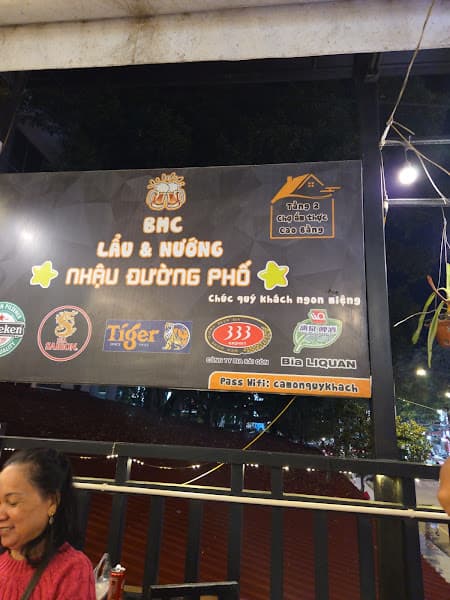 BMC
LẨU & NƯỚNG
NHẬU ĐƯỜNG PHỐ
Tầng 2
Chợ ẩm thực
Cao Bằng
Chúc quý khách ngon miệng
SAIGON
Tiger
333
export
CÔNG TY BIA SÀI GÒN
Bia LIQUAN
Pass Wifi: camonquykhach